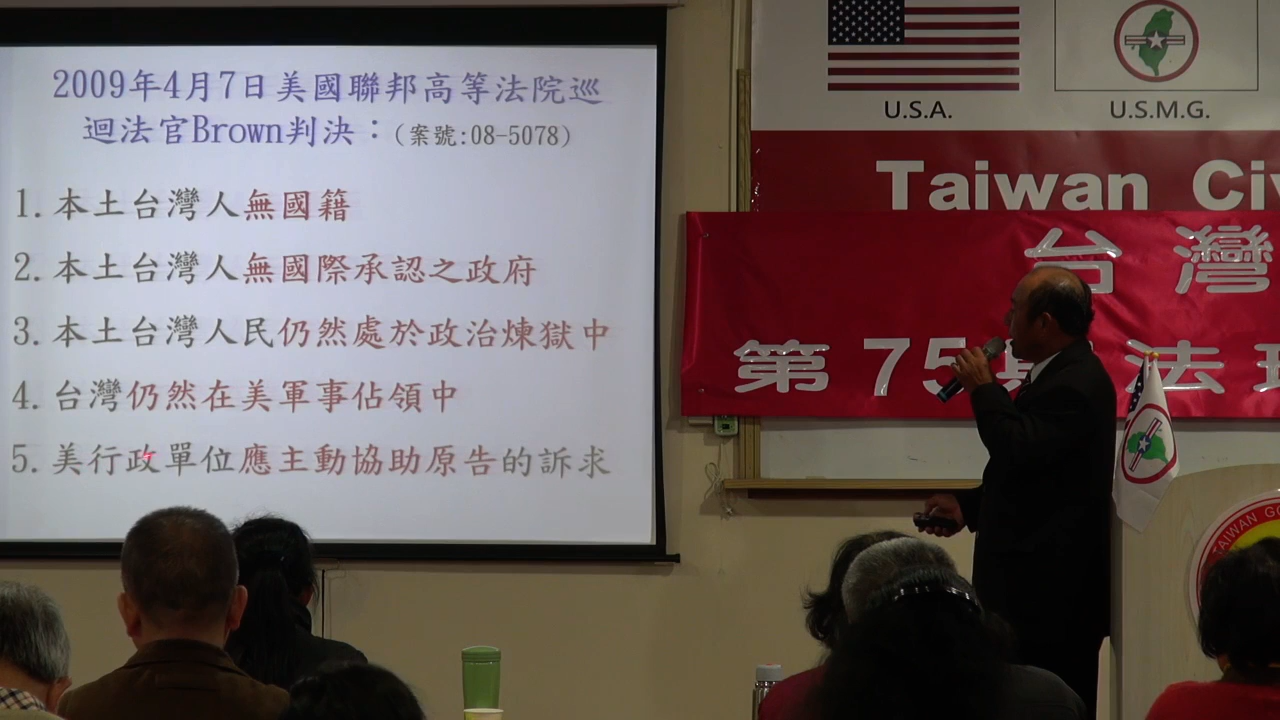 2009年4月7日美國聯邦高等法院巡
迴法官Brown判決：(案號:08-5078)
1.本土台灣人無國籍
2.本土台灣人無國際承認之政府
3.本土台灣人民仍然處於政治煉獄中
4.台灣仍然在美軍事佔領中
5.美行政單位應主動協助原告的訴求
U.S.A.
U.S.M.G.
Taiwan Civ
台灣
第75期法理
TAIWAN GO